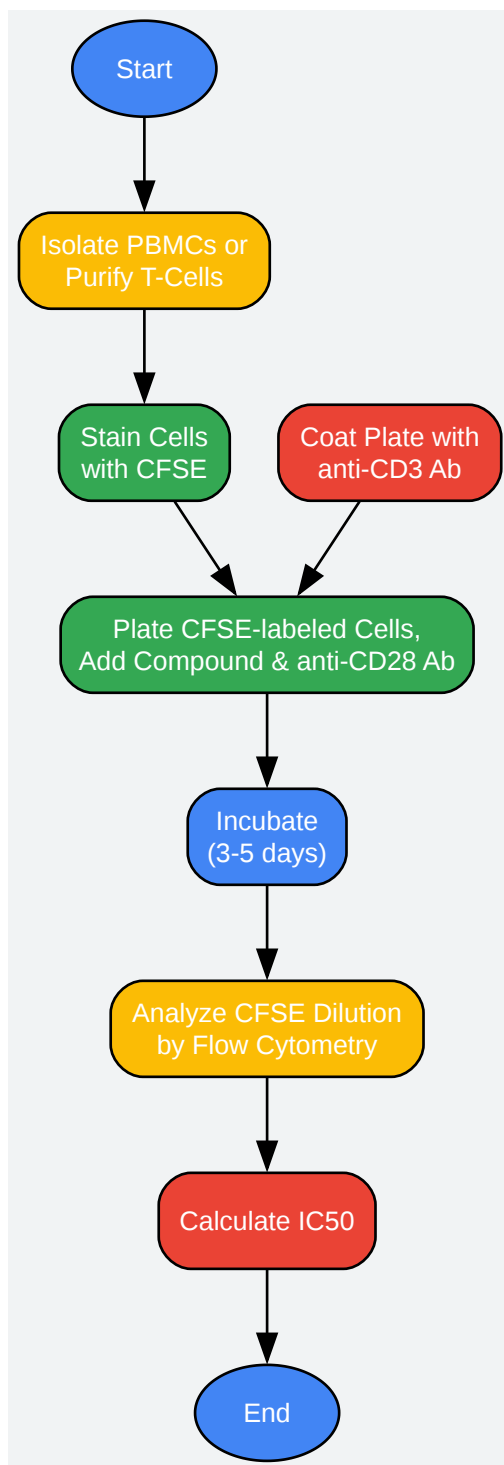 Start
Isolate PBMCs or
Purify T-Cells
Stain Cells
with CFSE
Coat Plate with
anti-CD3 Ab
Plate CFSE-labeled Cells,
Add Compound & anti-CD28 Ab
Incubate
(3-5 days)
Analyze CFSE Dilution
by Flow Cytometry
Calculate IC50
End